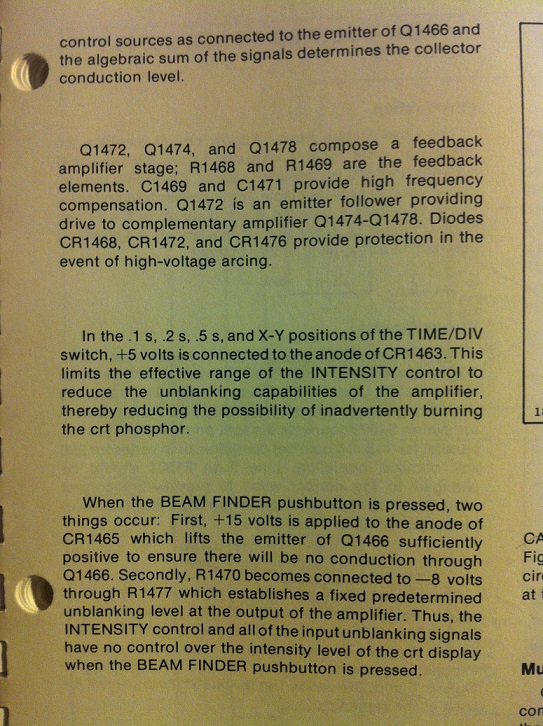 control sources as connected to the emitter of Q1466 and
the algebraic sum of the signals determines the collector
conduction level.
Q1472, Q1474, and Q1478 compose a feedback
amplifier stage; R1468 and R1469 are the feedback
elements. C1469 and C1471 provide high frequency
compensation. Q1472 is an emitter follower providing
drive to complementary amplifier Q1474-Q1478. Diodes
CR1468, CR1472, and CR1476 provide protection in the
event of high-voltage arcing.
In the .1 s, .2 s, .5 s, and X-Y positions of the TIME/DIV
switch, +5 volts is connected to the anode of CR1463. This
limits the effective range of the INTENSITY control to
reduce the unblanking capabilities of the amplifier,
thereby reducing the possibility of inadvertently burning
the crt phosphor.
When the BEAM FINDER pushbutton is pressed, two
things occur: First, +15 volts is applied to the anode of
CR1465 which lifts the emitter of Q1466 sufficiently
positive to ensure there will be no conduction through
Q1466. Secondly, R1470 becomes connected to —8 volts
through R1477 which establishes a fixed predetermined
unblanking level at the output of the amplifier. Thus, the
INTENSITY control and all of the input unblanking signals
have no control over the intensity level of the crt display
when the BEAM FINDER pushbutton is pressed.
CA
Fig
circ
at t
Mu
con